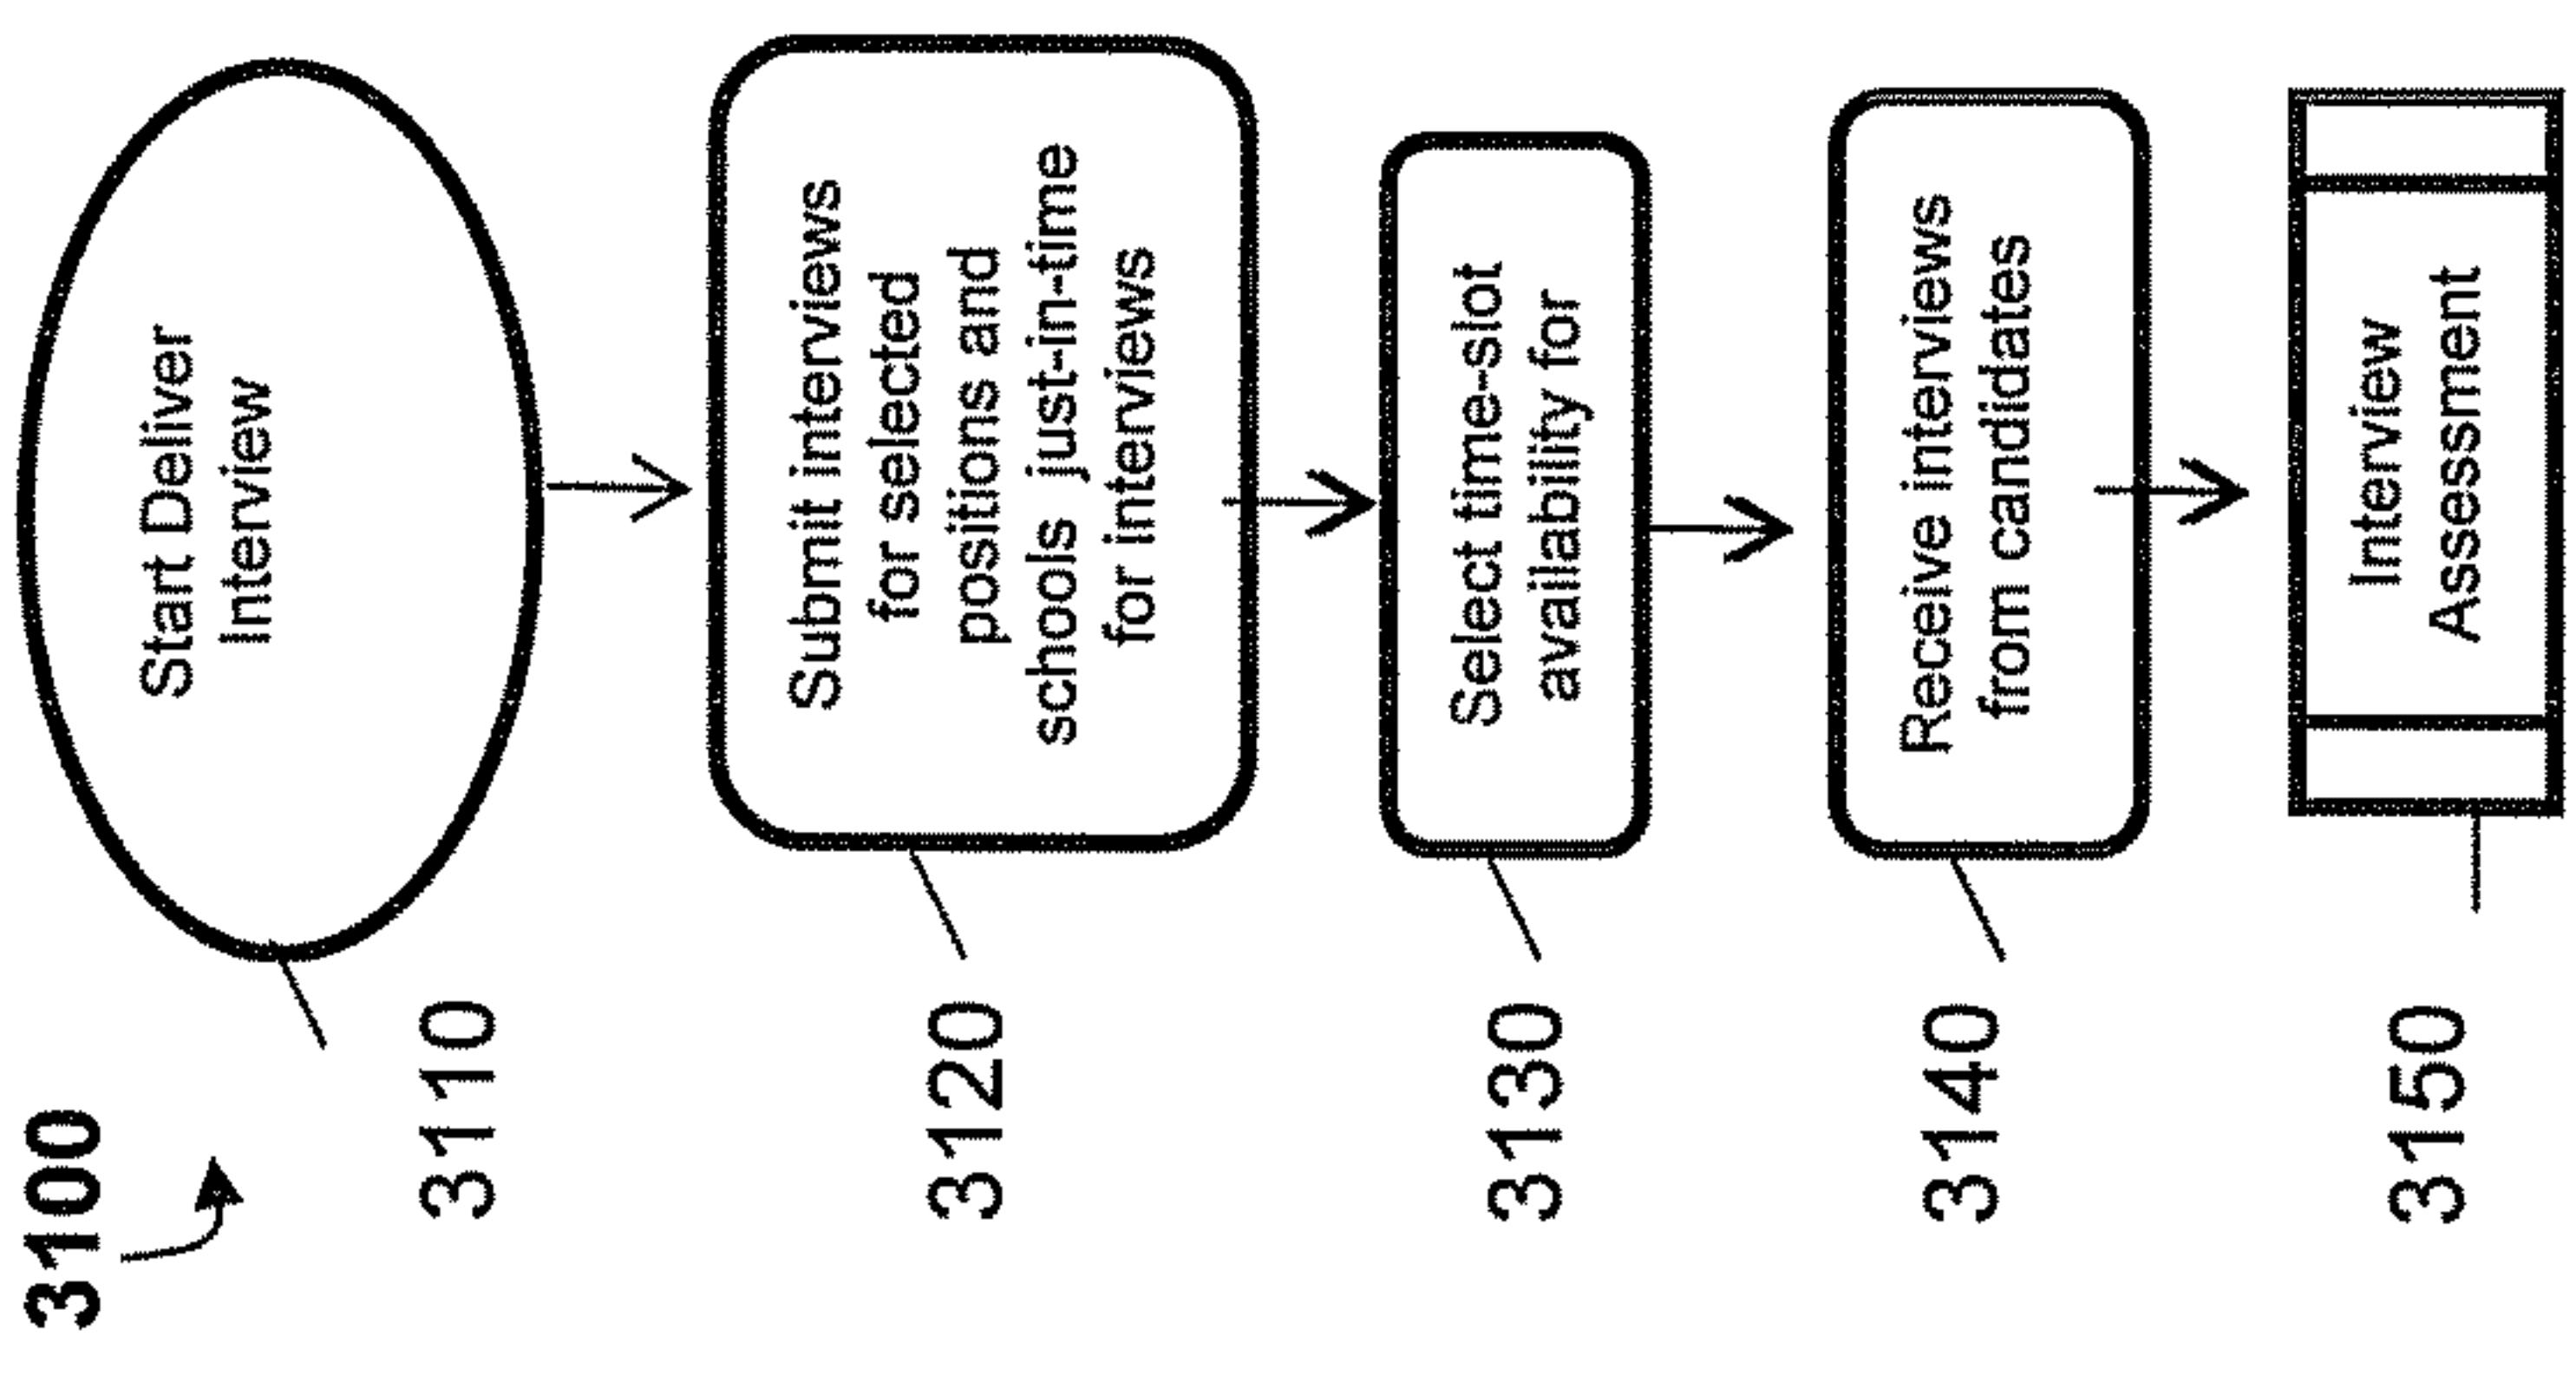 3100
3110
Start Deliver
Interview
3120
Submit interviews
for selected
positions and
schools just-in-time
for interviews
3130
Select time-slot
availability for
3140
Receive interviews
from candidates
3150
Interview
Assessment